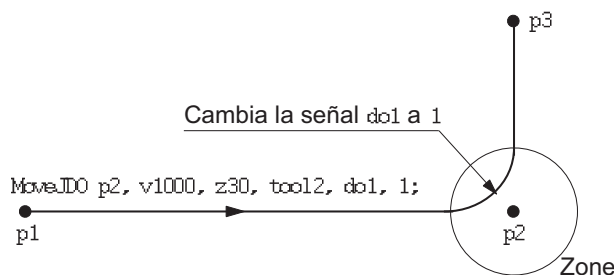 p3
Cambia la señal do1 a 1
MoveJDO p2, v1000, z30, tool2, do1, 1;
p1
p2
Zone